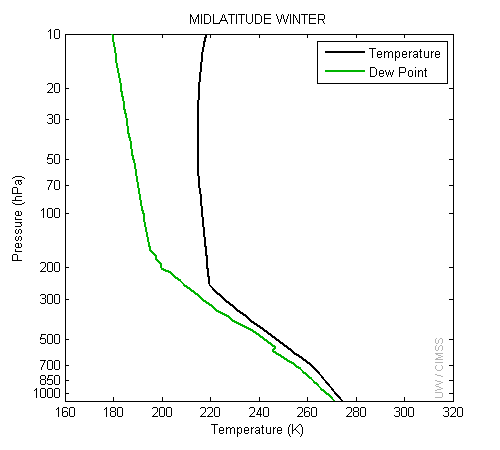 MIDLATITUDE WINTER
10
20
30
50
70
100
200
300
500
700
850
1000
Pressure (hPa)
Temperature
Dew Point
UW / CIMSS
160 180 200 220 240 260 280 300 320
Temperature (K)